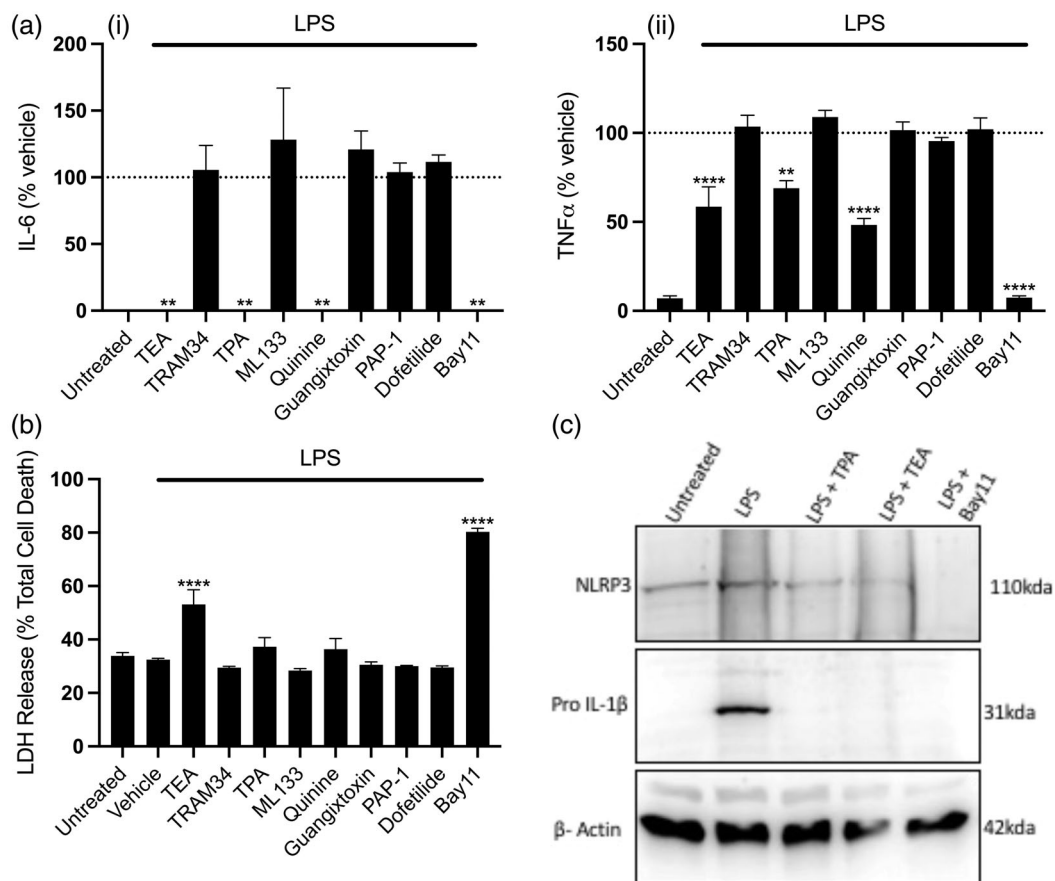 (a) (i) LPS
IL-6 (% vehicle)
200
150
100
50
0
** ** ** **
Untreated TEA TRAM34 TPA ML133 Quinine Guangixtoxin PAP-1 Dofetilide Bay11
(ii) LPS
TNFα (% vehicle)
150
100
50
0
**** ** **** ****
Untreated TEA TRAM34 TPA ML133 Quinine Guangixtoxin PAP-1 Dofetilide Bay11
(b) LPS
LDH Release (% Total Cell Death)
100
80
60
40
20
0
**** ****
Untreated Vehicle TEA TRAM34 TPA ML133 Quinine Guangixtoxin PAP-1 Dofetilide Bay11
(c)
Untreated LPS LPS + TPA LPS + TEA LPS +
Bay11
NLRP3 110kda
Pro IL-1β 31kda
β- Actin 42kda